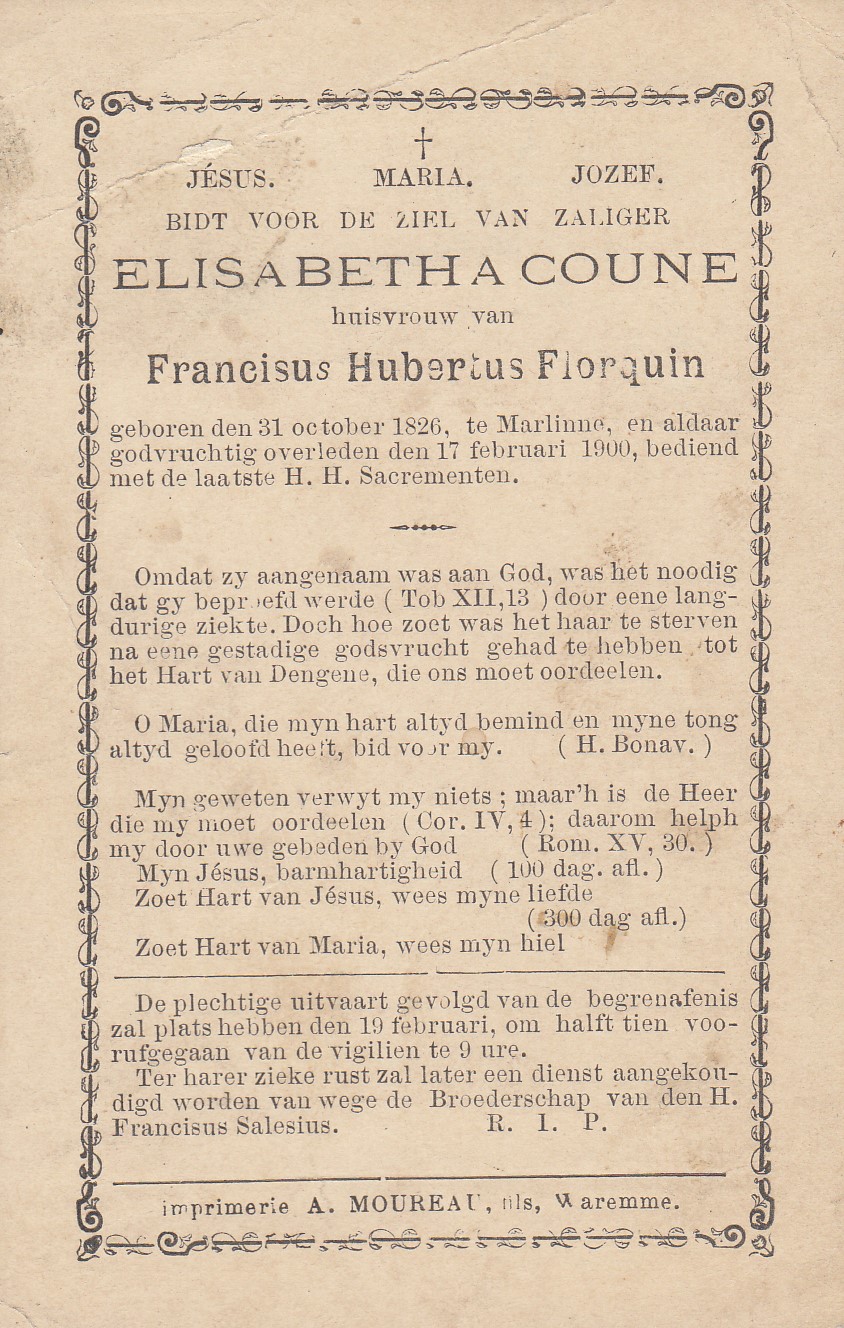 JÉSUS. MARIA. JOZEF.
BIDT VOOR DE ZIEL VAN ZALIGER
ELISABETHA COUNE
huisvrouw van
Francisus Hubertus Florquin
geboren den 31 october 1826, te Marlinne, en aldaar
godvruchtig overleden den 17 februari 1900, bediend
met de laatste H. H. Sacrementen.
Omdat zy aangenaam was aan God, was het noodig
dat gy beproefd werde ( Tob XII,13 ) door eene lang-
durige ziekte. Doch hoe zoet was het haar te sterven
na eene gestadige godsvrucht gehad te hebben tot
het Hart van Dengene, die ons moet oordeelen.
O Maria, die myn hart altyd bemind en myne tong
altyd geloofd heeft, bid voor my. ( H. Bonav. )
Myn geweten verwyt my niets ; maar'h is de Heer
die my moet oordeelen ( Cor. IV, 4 ); daarom helph
my door uwe gebeden by God ( Rom. XV, 30. )
Myn Jésus, barmhartigheid ( 100 dag. afl. )
Zoet Hart van Jésus, wees myne liefde
( 300 dag afl.)
Zoet Hart van Maria, wees myn hiel
De plechtige uitvaart gevolgd van de begrenafenis
zal plats hebben den 19 februari, om halft tien voo-
rufgegaan van de vigilien te 9 ure.
Ter harer zieke rust zal later een dienst aangekou-
digd worden van wege de Broederschap van den H.
Francisus Salesius. R. I. P.
imprimerie A. MOUREAU, fils, Waremme.